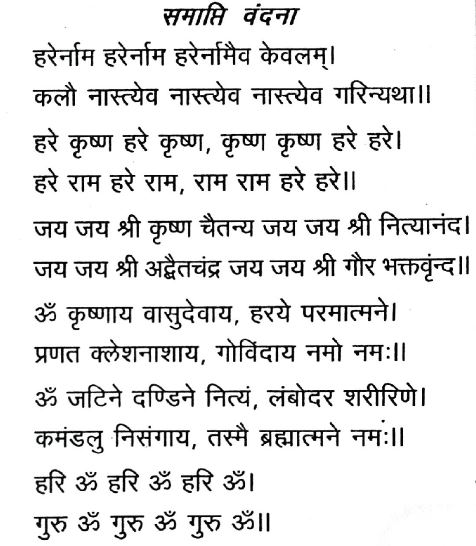 समाप्ति वंदना
हरेर्नाम हरेर्नाम हरेर्नामैव केवलम्।
कलौ नास्त्येव नास्त्येव नास्त्येव गरिन्यथा॥
हरे कृष्ण हरे कृष्ण, कृष्ण कृष्ण हरे हरे।
हरे राम हरे राम, राम राम हरे हरे॥
जय जय श्री कृष्ण चैतन्य जय जय श्री नित्यानंद।
जय जय श्री अद्वैतचंद्र जय जय श्री गौर भक्तवृंन्द॥
ॐ कृष्णाय वासुदेवाय, हरये परमात्मने।
प्रणत क्लेशनाशाय, गोविंदाय नमो नमः॥
ॐ जटिने दण्डिने नित्यं, लंबोदर शरीरिणे।
कमंडलु निसंगाय, तस्मै ब्रह्मात्मने नमः॥
हरि ॐ हरि ॐ हरि ॐ।
गुरु ॐ गुरु ॐ गुरु ॐ॥